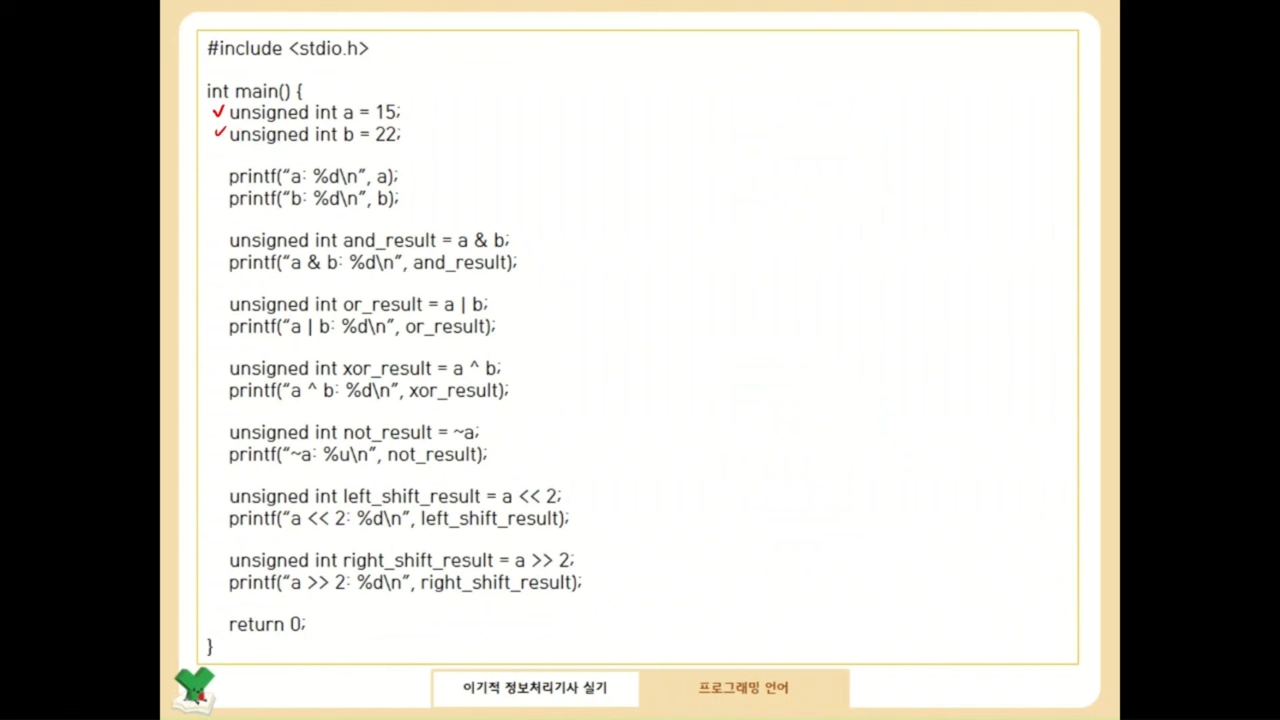 #include <stdio.h>
int main() {
unsigned int a = 15;
unsigned int b = 22;
printf(“a: %d\n”, a);
printf(“b: %d\n”, b);
unsigned int and_result = a & b;
printf(“a & b: %d\n”, and_result);
unsigned int or_result = a | b;
printf(“a | b: %d\n”, or_result);
unsigned int xor_result = a ^ b;
printf(“a ^ b: %d\n”, xor_result);
unsigned int not_result = ~a;
printf(“~a: %u\n”, not_result);
unsigned int left_shift_result = a << 2;
printf(“a << 2: %d\n”, left_shift_result);
unsigned int right_shift_result = a >> 2;
printf(“a >> 2: %d\n”, right_shift_result);
return 0;
}
이기적 정보처리기사 실기
프로그래밍 언어